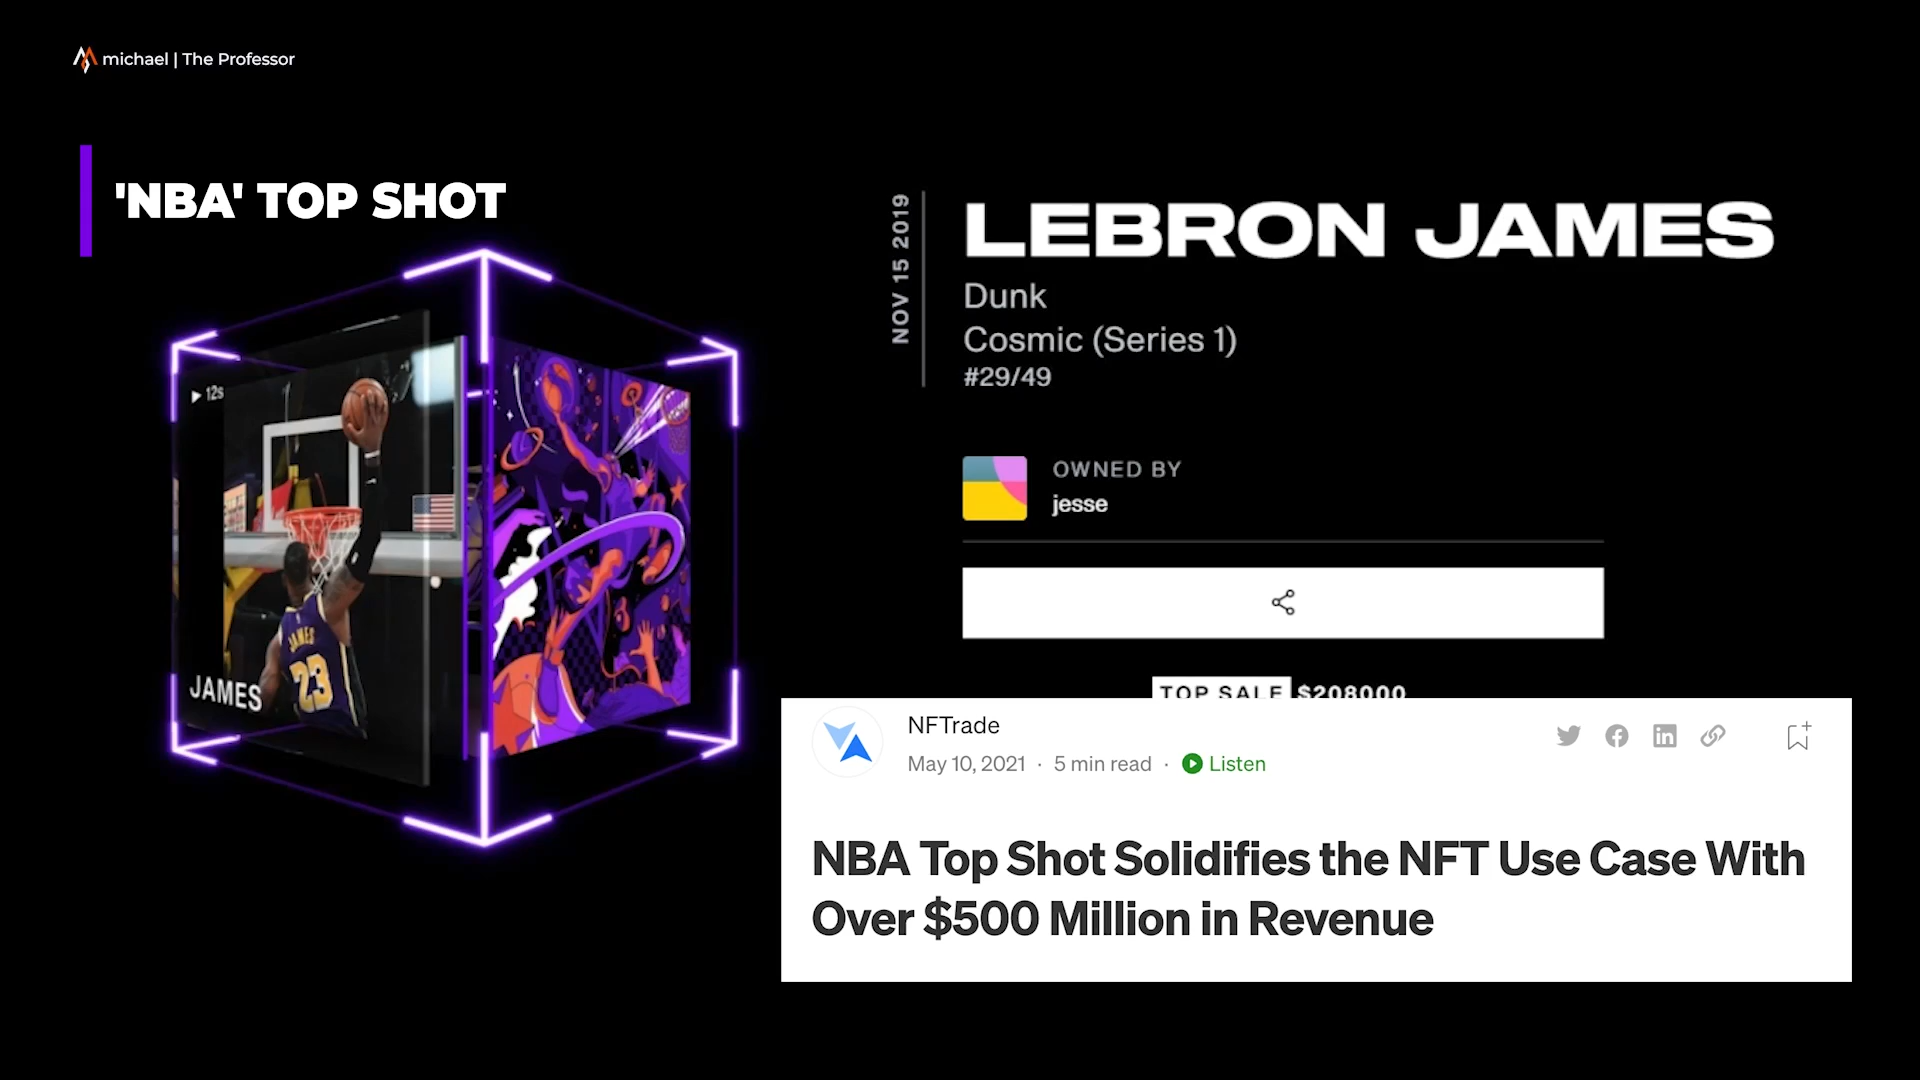 michael | The Professor
'NBA' TOP SHOT
NOV 15 2019
LEBRON JAMES
Dunk
Cosmic (Series 1)
#29/49
12s
JAMES
23
JAMES
OWNED BY
jesse
TOP SALE $208000
NFTrade
May 10, 2021 · 5 min read · Listen
NBA Top Shot Solidifies the NFT Use Case With
Over $500 Million in Revenue